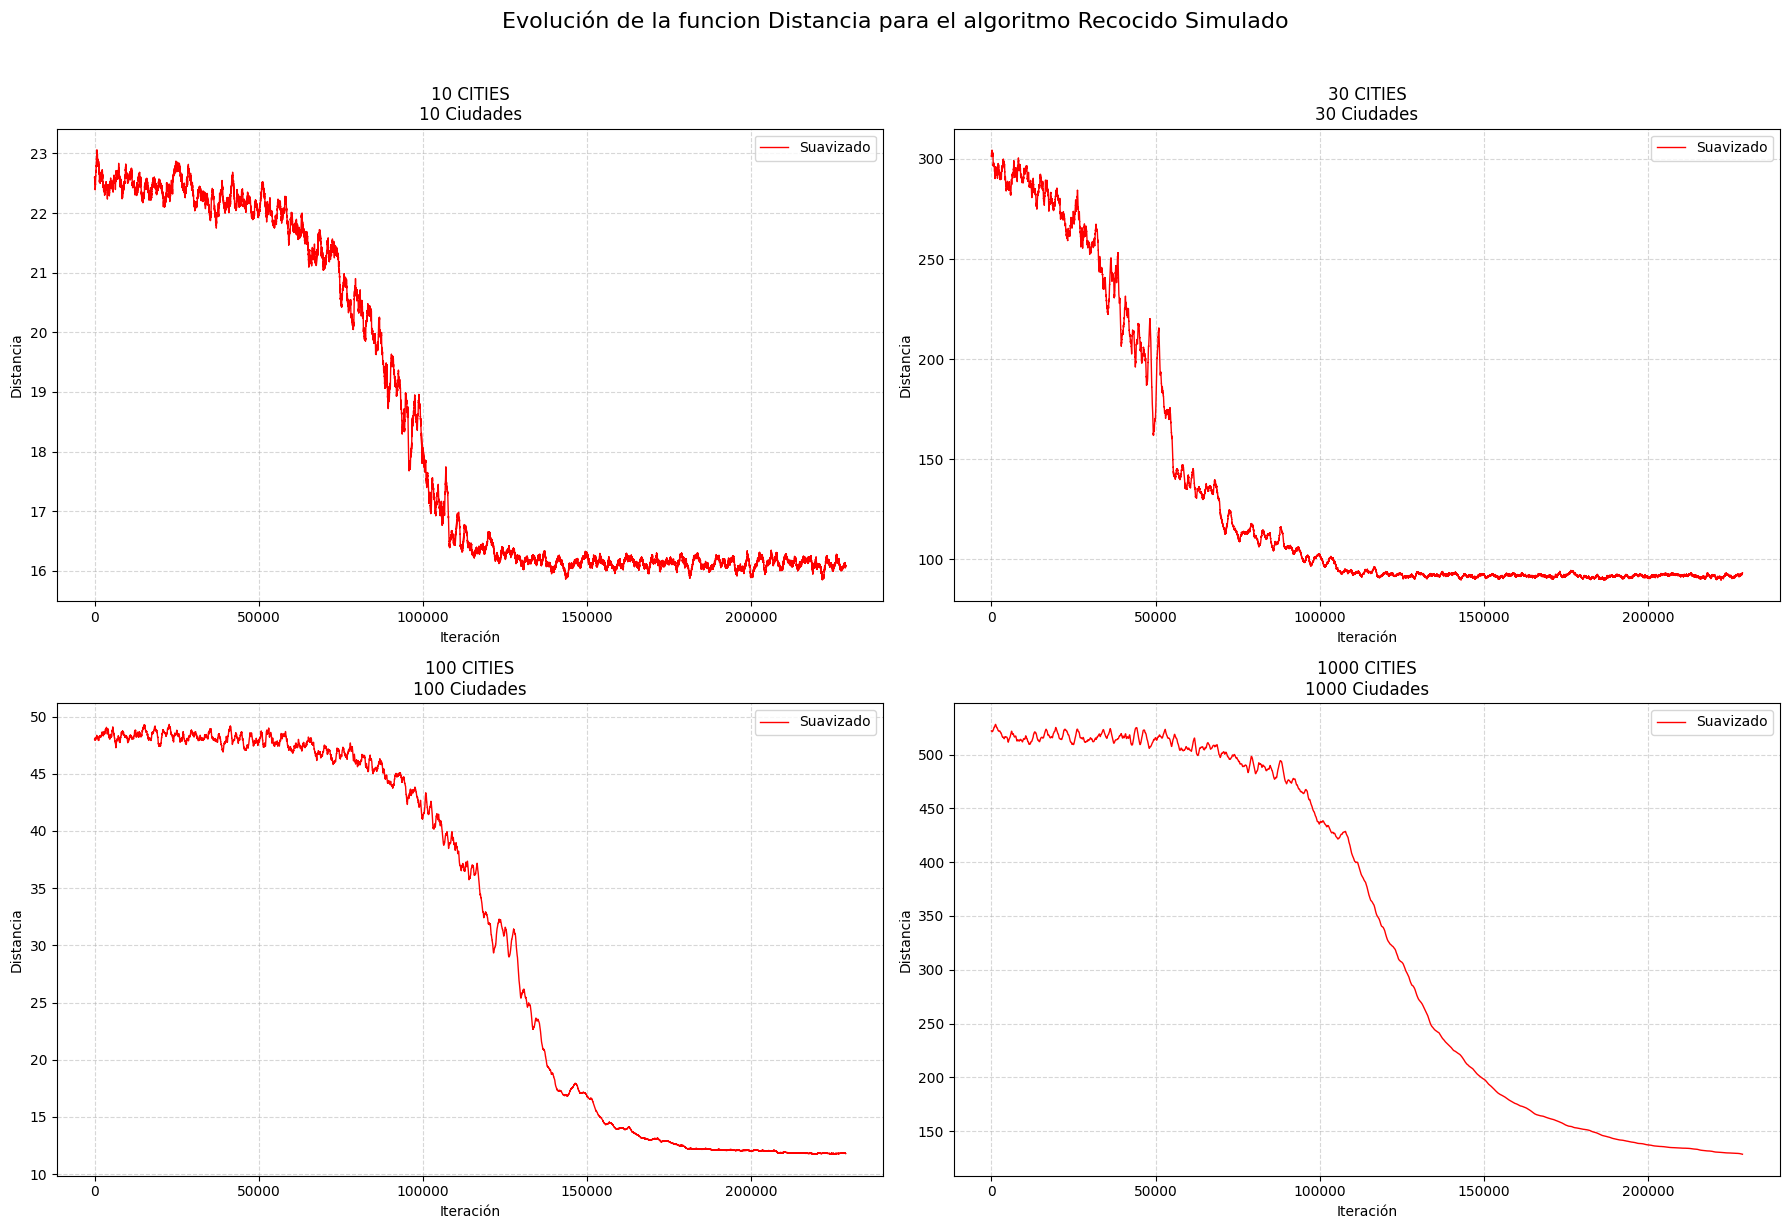 Evolución de la funcion Distancia para el algoritmo Recocido Simulado
10 CITIES
10 Ciudades
Suavizado
23
22
21
20
19
18
17
16
Distancia
0 50000 100000 150000 200000
Iteración
30 CITIES
30 Ciudades
Suavizado
300
250
200
150
100
Distancia
0 50000 100000 150000 200000
Iteración
100 CITIES
100 Ciudades
Suavizado
50
45
40
35
30
25
20
15
10
Distancia
0 50000 100000 150000 200000
Iteración
1000 CITIES
1000 Ciudades
Suavizado
500
450
400
350
300
250
200
150
Distancia
0 50000 100000 150000 200000
Iteración